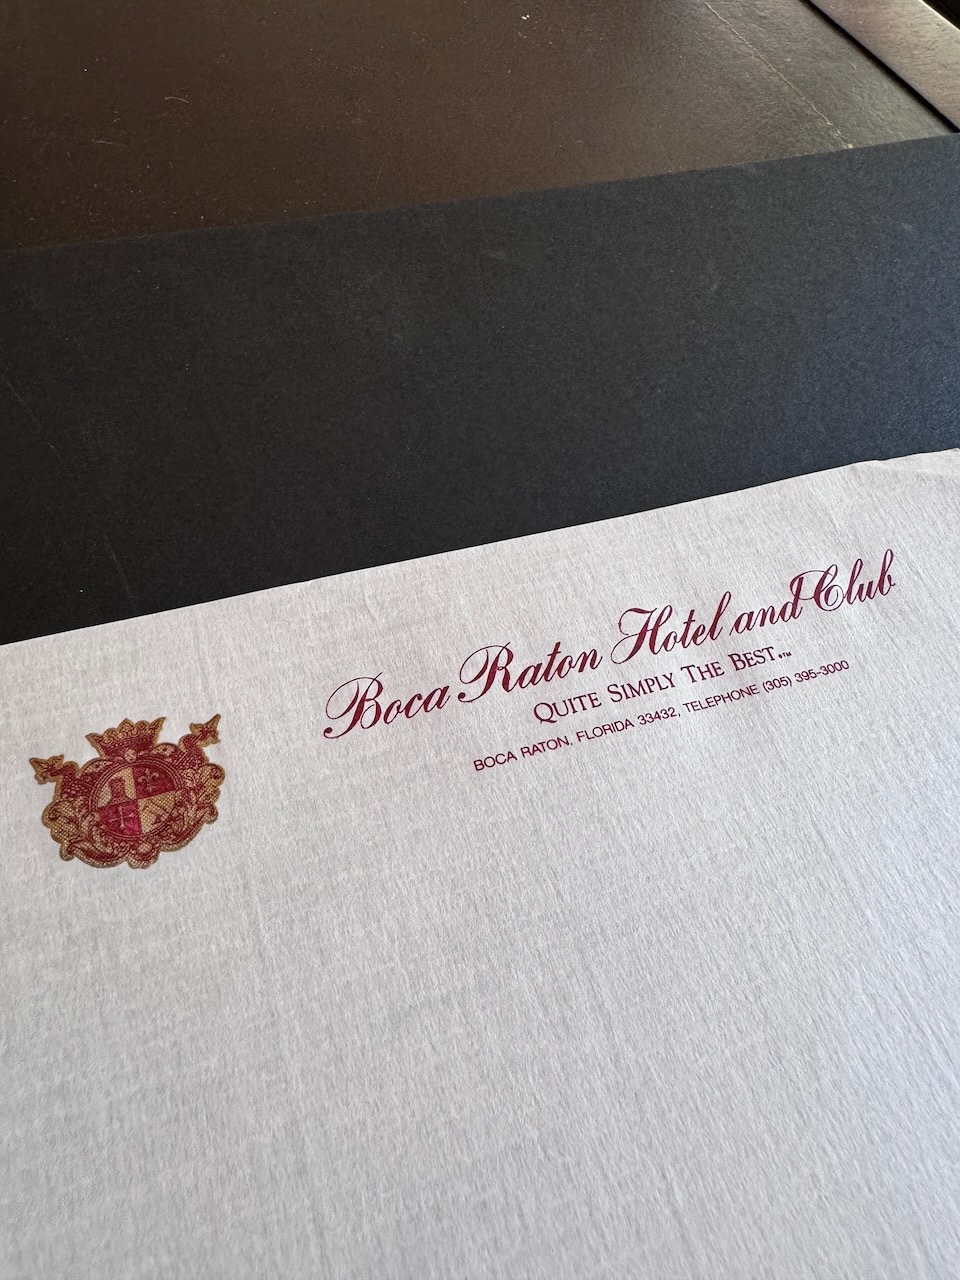 Boca Raton Hotel and Club
QUITE SIMPLY THE BEST.™
BOCA RATON, FLORIDA 33432, TELEPHONE (305) 395-3000